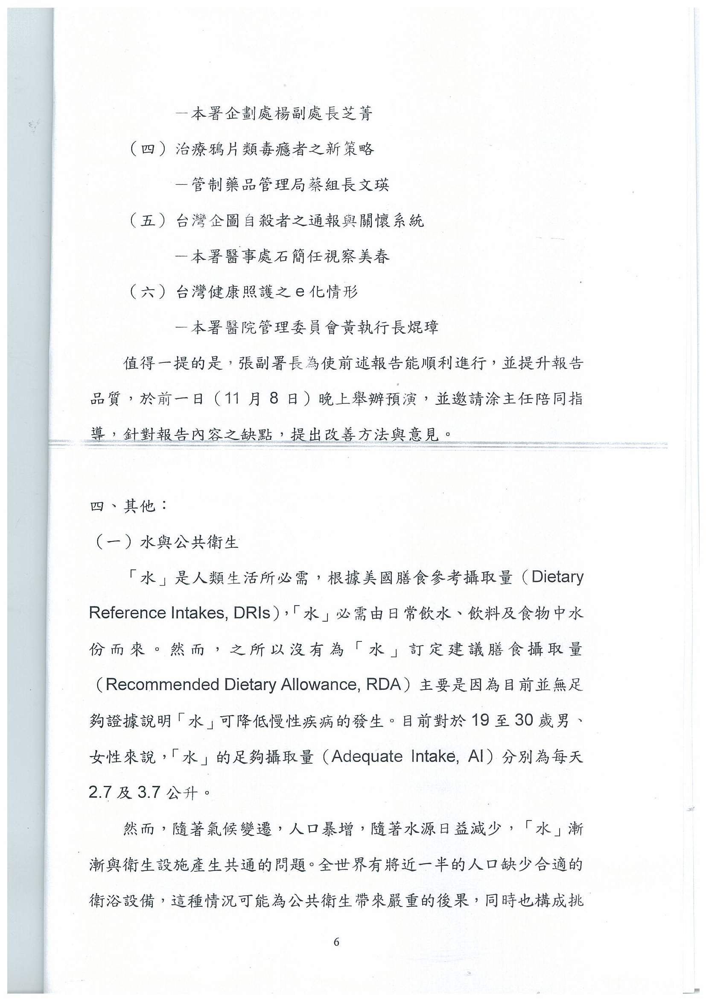 —本署企劃處楊副處長芝菁
（四）治療鴉片類毒癮者之新策略
—管制藥品管理局蔡組長文瑛
（五）台灣企圖自殺者之通報與關懷系統
—本署醫事處石簡任視察美春
（六）台灣健康照護之 e 化情形
—本署醫院管理委員會黃執行長焜璋
值得一提的是，張副署長為使前述報告能順利進行，並提升報告
品質，於前一日（11 月 8 日）晚上舉辦預演，並邀請涂主任陪同指
導，針對報告內容之缺點，提出改善方法與意見。
四、其他：
（一）水與公共衛生
「水」是人類生活所必需，根據美國膳食參考攝取量（Dietary
Reference Intakes, DRIs），「水」必需由日常飲水、飲料及食物中水
份而來。然而，之所以沒有為「水」訂定建議膳食攝取量
（Recommended Dietary Allowance, RDA）主要是因為目前並無足
夠證據說明「水」可降低慢性疾病的發生。目前對於 19 至 30 歲男、
女性來說，「水」的足夠攝取量（Adequate Intake, AI）分別為每天
2.7 及 3.7 公升。
然而，隨著氣候變遷，人口暴增，隨著水源日益減少，「水」漸
漸與衛生設施產生共通的問題。全世界有將近一半的人口缺少合適的
衛浴設備，這種情況可能為公共衛生帶來嚴重的後果，同時也構成挑
6